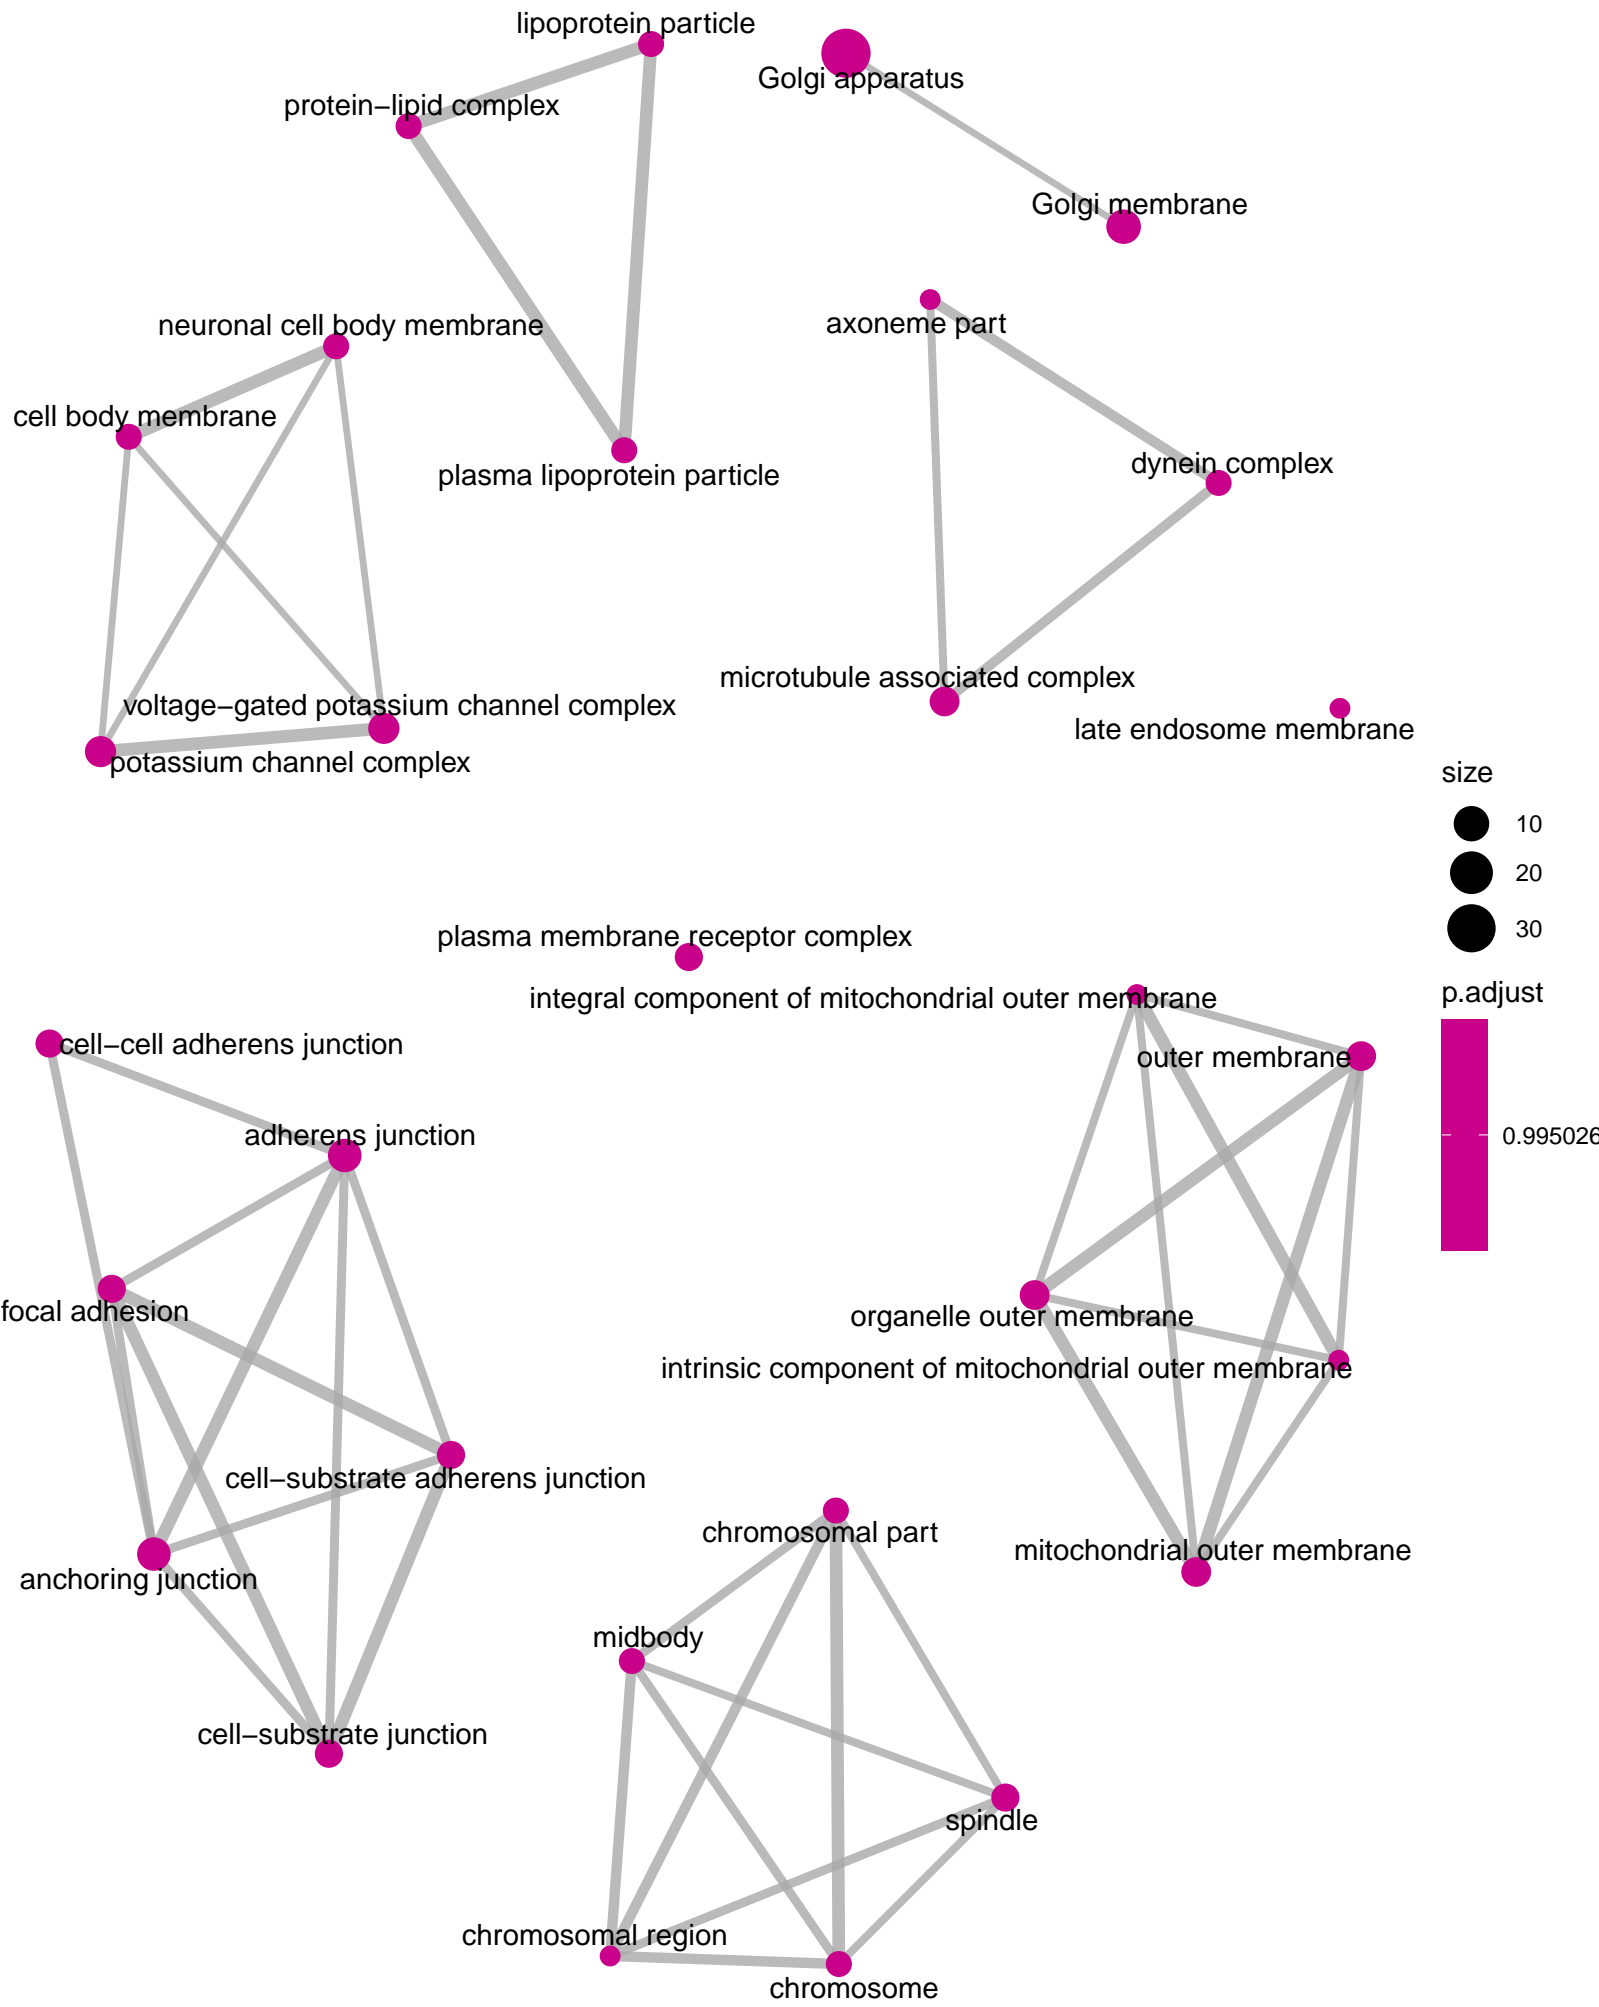 lipoprotein particle
Golgi apparatus
protein−lipid complex
Golgi membrane
neuronal cell body membrane
axoneme part
cell body membrane
dynein complex
plasma lipoprotein particle
microtubule associated complex
voltage−gated potassium channel complex
late endosome membrane
potassium channel complex
size
10
20
30
plasma membrane receptor complex
p.adjust
integral component of mitochondrial outer membrane
cell−cell adherens junction
outer membrane
0.995026
adherens junction
focal adhesion
organelle outer membrane
intrinsic component of mitochondrial outer membrane
cell−substrate adherens junction
chromosomal part
mitochondrial outer membrane
anchoring junction
midbody
cell−substrate junction
spindle
chromosomal region
chromosome